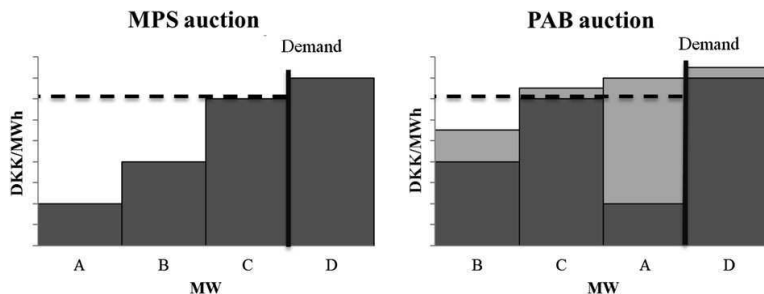 MPS auction
Demand
DKK/MWh
A B C D
MW
PAB auction
Demand
DKK/MWh
B C A D
MW